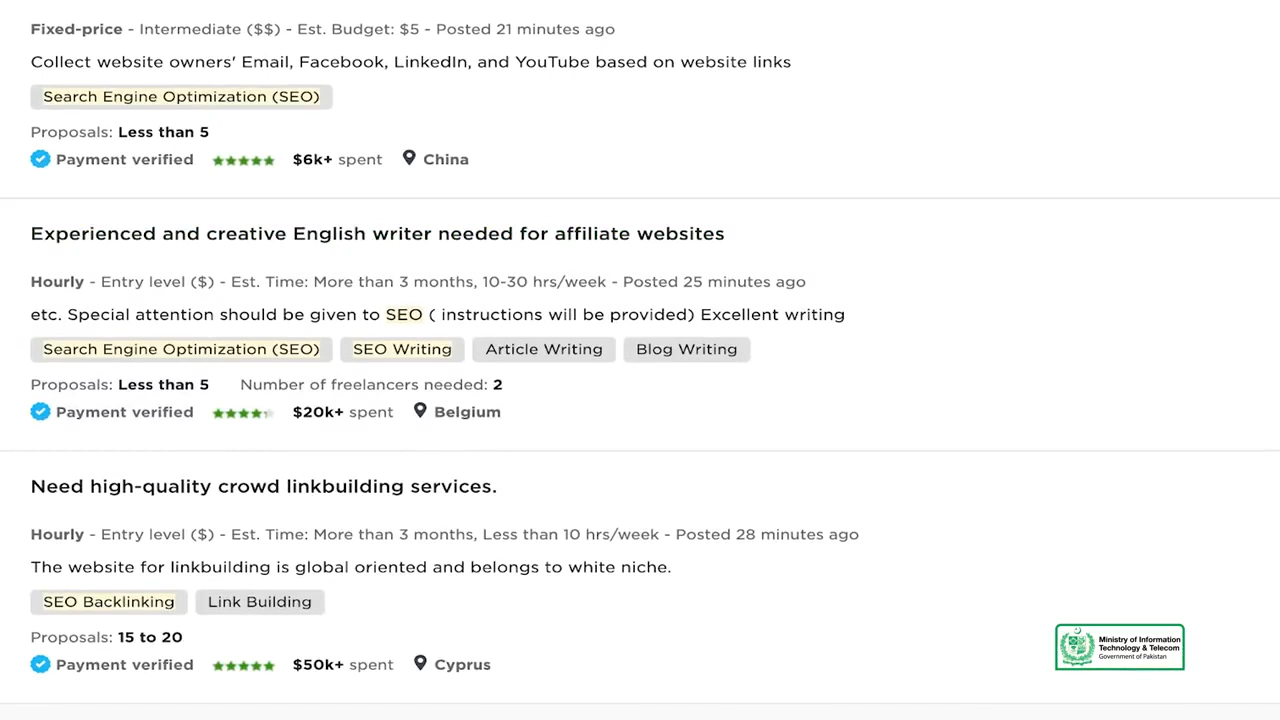 Fixed-price - Intermediate ($$) - Est. Budget: $5 - Posted 21 minutes ago
Collect website owners' Email, Facebook, LinkedIn, and YouTube based on website links
Search Engine Optimization (SEO)
Proposals: Less than 5
Payment verified $6k+ spent China
Experienced and creative English writer needed for affiliate websites
Hourly - Entry level ($) - Est. Time: More than 3 months, 10-30 hrs/week - Posted 25 minutes ago
etc. Special attention should be given to SEO ( instructions will be provided) Excellent writing
Search Engine Optimization (SEO) SEO Writing Article Writing Blog Writing
Proposals: Less than 5 Number of freelancers needed: 2
Payment verified $20k+ spent Belgium
Need high-quality crowd linkbuilding services.
Hourly - Entry level ($) - Est. Time: More than 3 months, Less than 10 hrs/week - Posted 28 minutes ago
The website for linkbuilding is global oriented and belongs to white niche.
SEO Backlinking Link Building
Proposals: 15 to 20
Payment verified $50k+ spent Cyprus
Ministry of Information
Technology & Telecom
Government of Pakistan